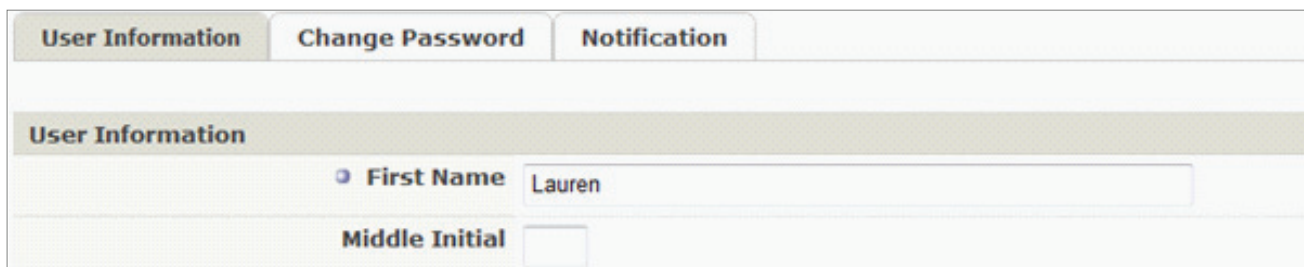 User Information Change Password Notification
User Information
First Name Lauren
Middle Initial